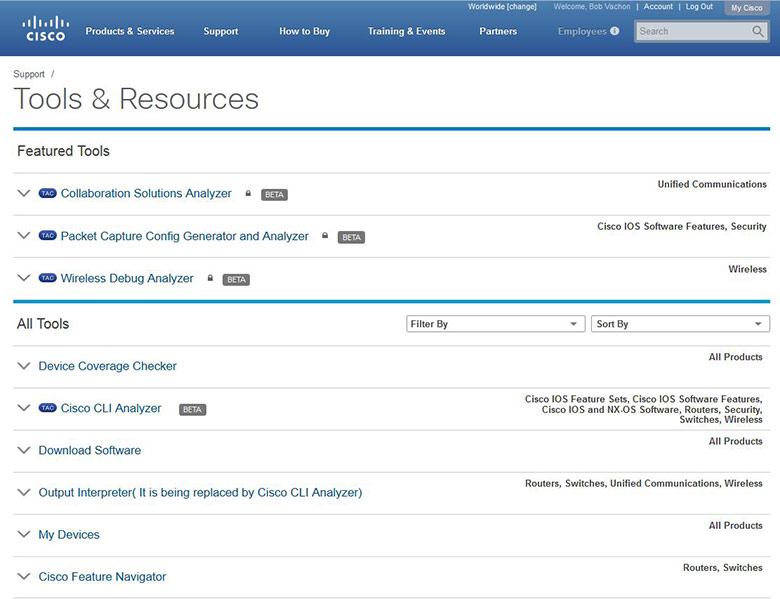 Worldwide [change] Welcome, Bob Vachon | Account | Log Out My Cisco
CISCO Products & Services Support How to Buy Training & Events Partners Employees Search
Support /
Tools & Resources
Featured Tools
Unified Communications
TAC Collaboration Solutions Analyzer BETA
Cisco IOS Software Features, Security
TAC Packet Capture Config Generator and Analyzer BETA
Wireless
TAC Wireless Debug Analyzer BETA
All Tools Filter By Sort By
All Products
Device Coverage Checker
Cisco IOS Feature Sets, Cisco IOS Software Features,
TAC Cisco CLI Analyzer BETA Cisco IOS and NX-OS Software, Routers, Security,
Switches, Wireless
All Products
Download Software
Routers, Switches, Unified Communications, Wireless
Output Interpreter( It is being replaced by Cisco CLI Analyzer)
All Products
My Devices
Routers, Switches
Cisco Feature Navigator